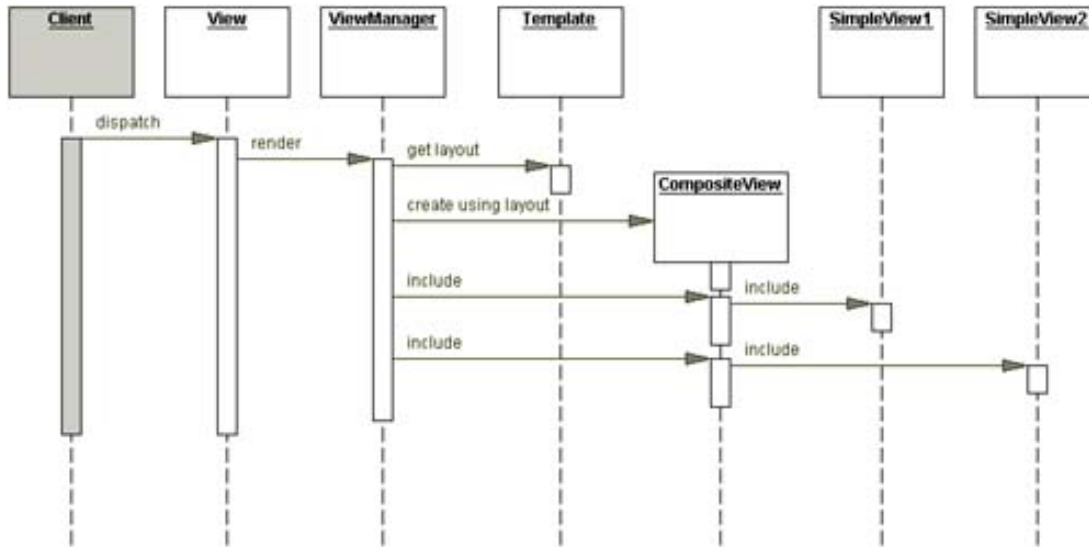 Client
View
ViewManager
Template
SimpleView1
SimpleView2
dispatch
render
get layout
CompositeView
create using layout
include
include
include
include